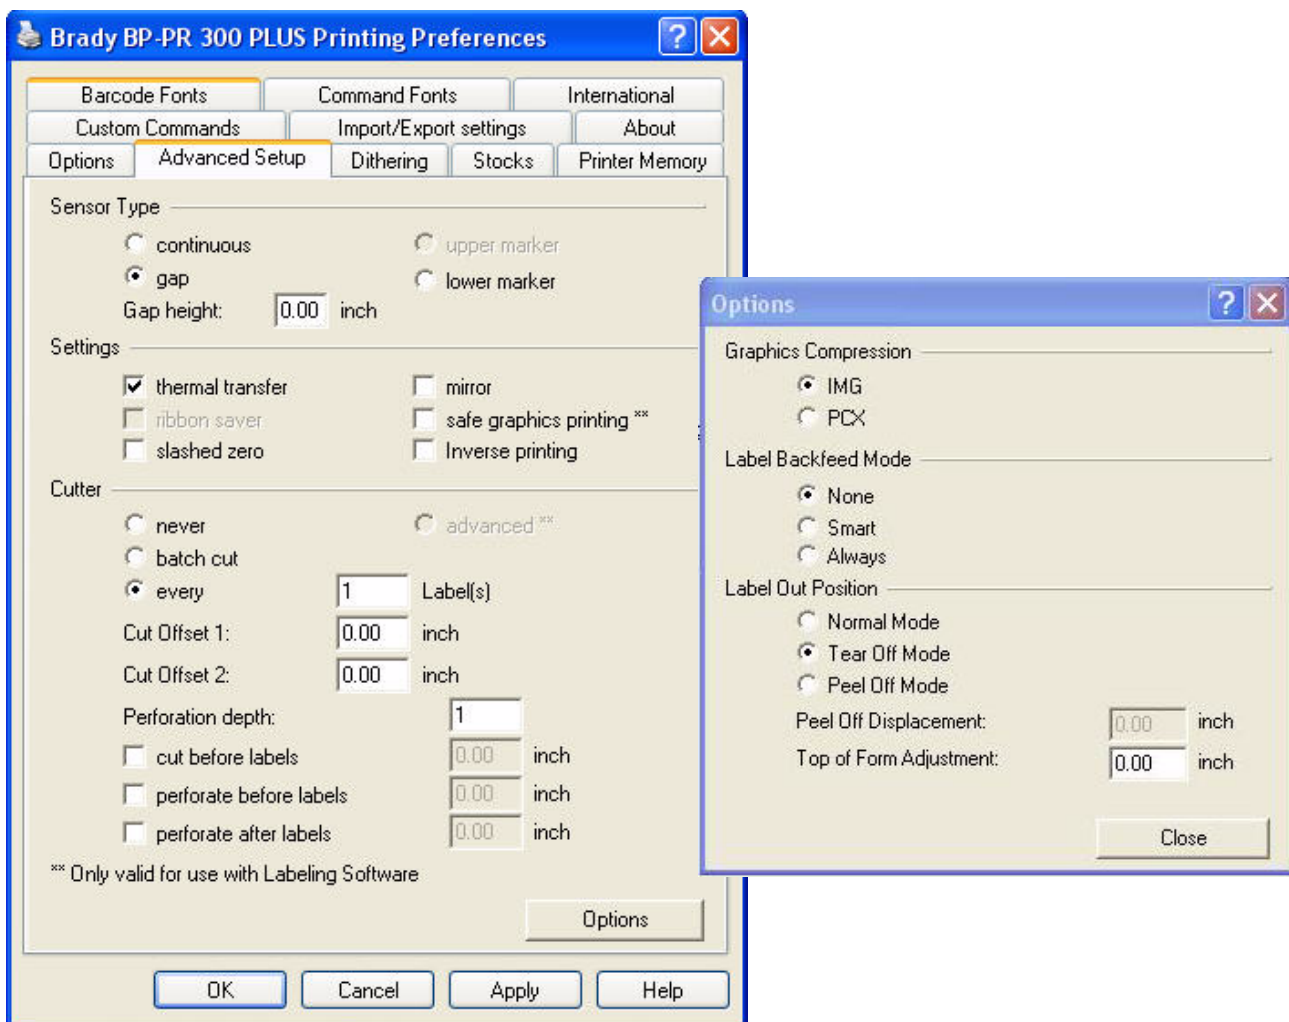 Brady BP-PR 300 PLUS Printing Preferences
Barcode Fonts Command Fonts International
Custom Commands Import/Export settings About
Options Advanced Setup Dithering Stocks Printer Memory
Sensor Type
continuous upper marker
gap lower marker
Gap height: 0.00 inch
Settings
thermal transfer mirror
ribbon saver safe graphics printing **
slashed zero Inverse printing
Cutter
never advanced **
batch cut
every 1 Label(s)
Cut Offset 1: 0.00 inch
Cut Offset 2: 0.00 inch
Perforation depth: 1
cut before labels 0.00 inch
perforate before labels 0.00 inch
perforate after labels 0.00 inch
** Only valid for use with Labeling Software
Options
OK Cancel Apply Help
Options
Graphics Compression
IMG
PCX
Label Backfeed Mode
None
Smart
Always
Label Out Position
Normal Mode
Tear Off Mode
Peel Off Mode
Peel Off Displacement: 0.00 inch
Top of Form Adjustment: 0.00 inch
Close